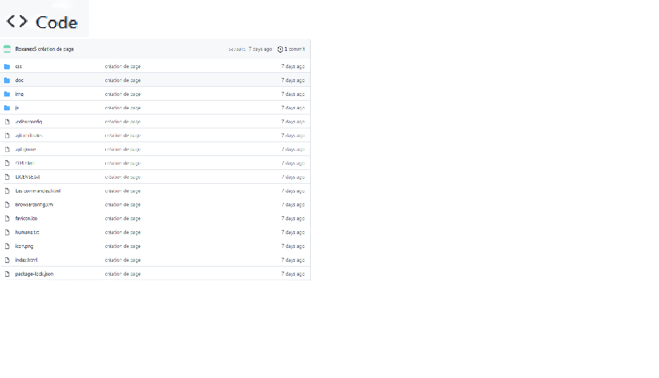 <> Code
création de page 7 days ago 1 commit
css création de page 7 days ago
doc création de page 7 days ago
img création de page 7 days ago
js création de page 7 days ago
.editorconfig création de page 7 days ago
.gitattributes création de page 7 days ago
.gitignore création de page 7 days ago
404.html création de page 7 days ago
LICENSE.txt création de page 7 days ago
création de page 7 days ago
browserconfig.xml création de page 7 days ago
favicon.ico création de page 7 days ago
humans.txt création de page 7 days ago
icon.png création de page 7 days ago
index.html création de page 7 days ago
package-lock.json création de page 7 days ago